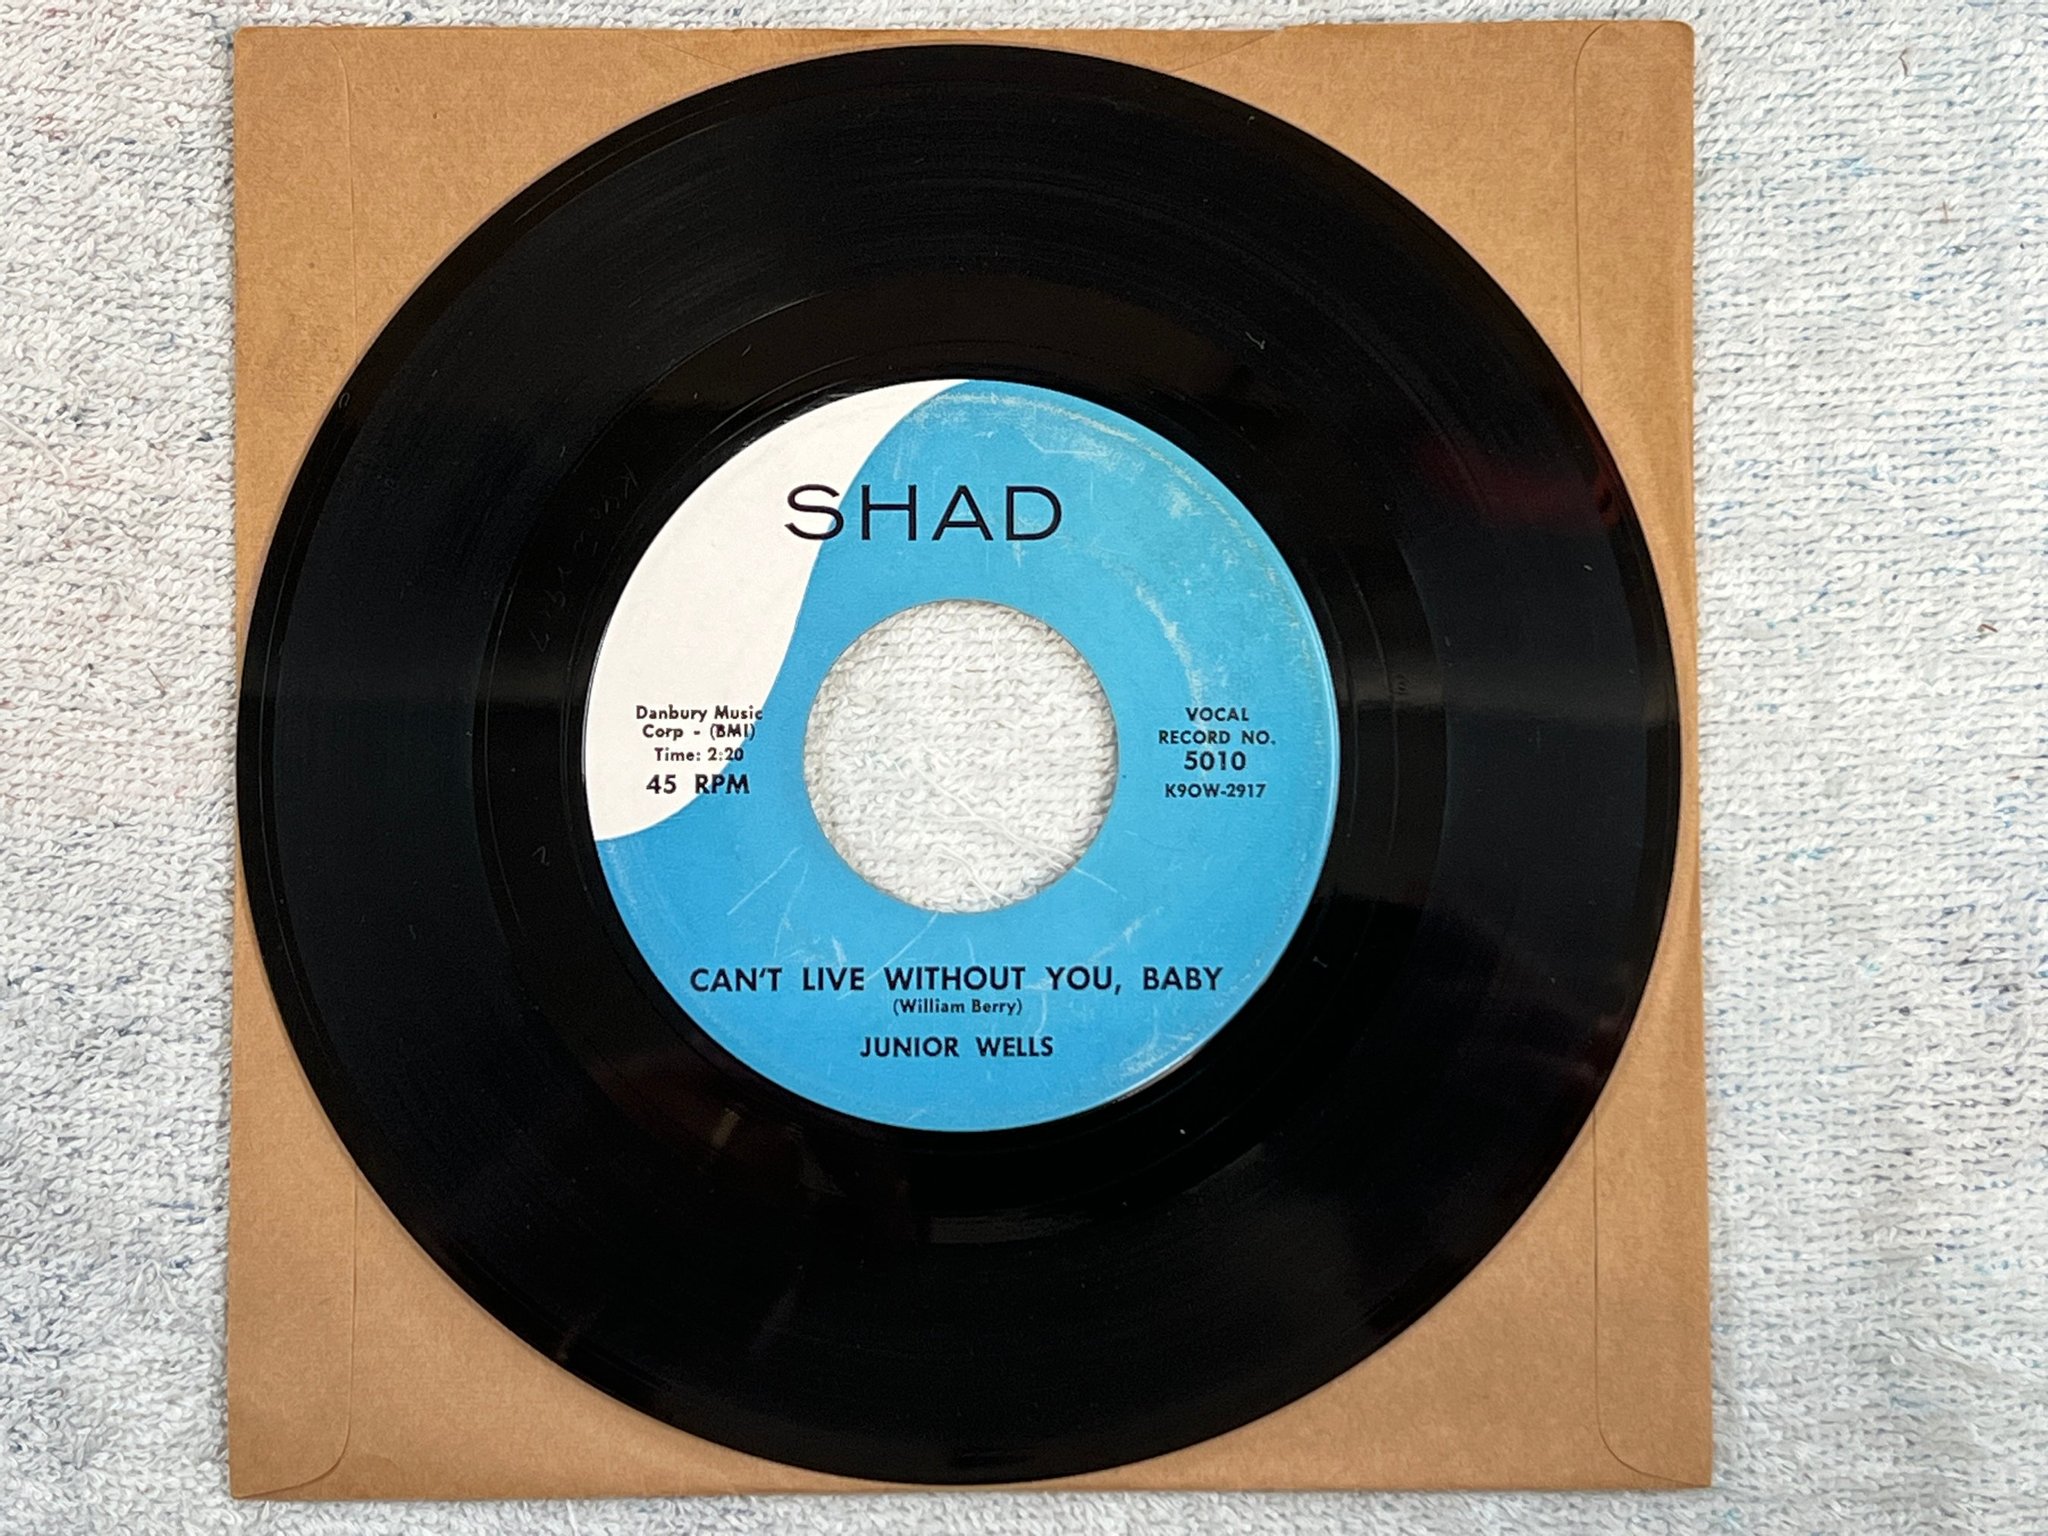 SHAD
Danbury Music
Corp - (BMI)
Time: 2:20
45 RPM
VOCAL
RECORD NO.
5010
K9OW-2917
CAN'T LIVE WITHOUT YOU, BABY
(William Berry)
JUNIOR WELLS